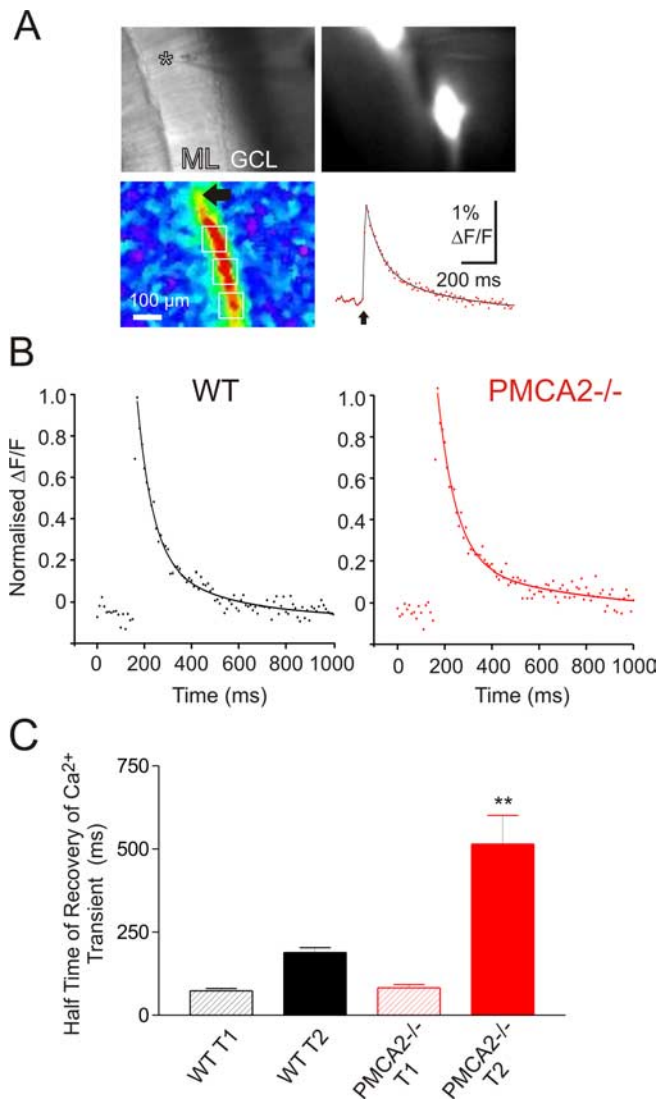 A
*
ML GCL
100 µm
1%
ΔF/F
200 ms
B
WT
PMCA2-/-
Normalised ΔF/F
1.0
0.8
0.6
0.4
0.2
0
0 200 400 600 800 1000
Time (ms)
1.0
0.8
0.6
0.4
0.2
0
0 200 400 600 800 1000
Time (ms)
C
Half Time of Recovery of Ca2+
Transient (ms)
750
500
250
0
**
WT T1
WT T2
PMCA2-/-
T1
PMCA2-/-
T2